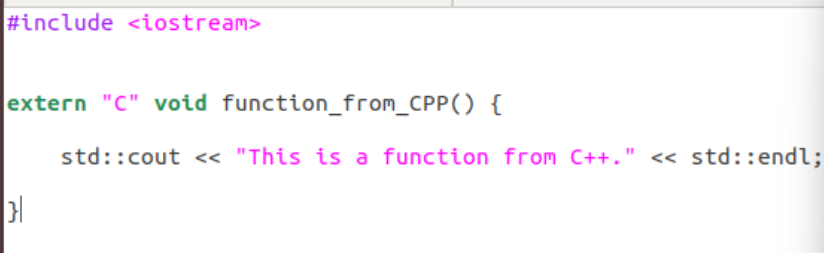 #include <iostream>
extern "C" void function_from_CPP() {
    std::cout << "This is a function from C++." << std::endl;
}